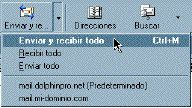 Enviar y re... Direcciones Buscar
Enviar y recibir todo Ctrl+M
Recibir todo
Enviar todo
mail.dolphinpro.net (Predeterminado)
mail.mi-dominio.com